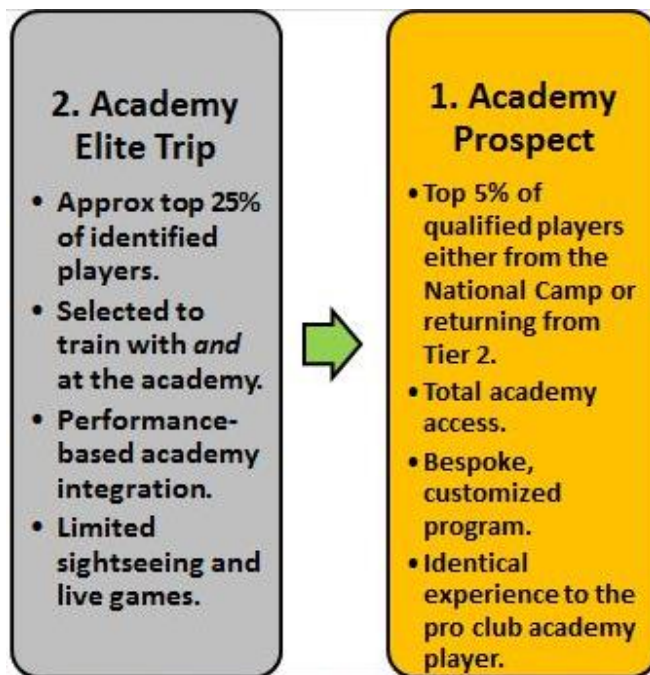 2. Academy
Elite Trip
• Approx top 25%
of identified
players.
• Selected to
train with and
at the academy.
• Performance-
based academy
integration.
• Limited
sightseeing and
live games.
1. Academy
Prospect
• Top 5% of
qualified players
either from the
National Camp or
returning from
Tier 2.
• Total academy
access.
• Bespoke,
customized
program.
• Identical
experience to the
pro club academy
player.